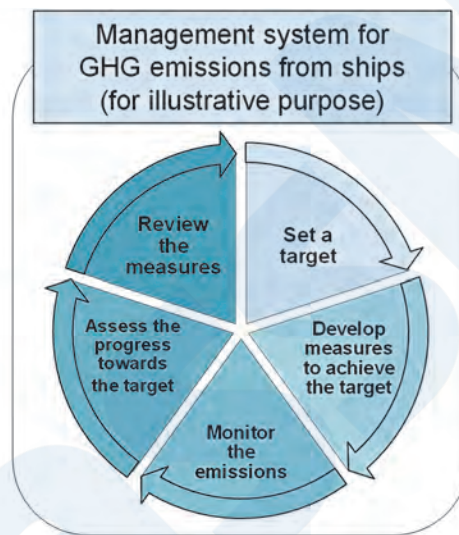 Management system for
GHG emissions from ships
(for illustrative purpose)
Set a
target
Develop
measures
to achieve
the target
Monitor
the
emissions
Assess the
progress
towards
the target
Review
the
measures